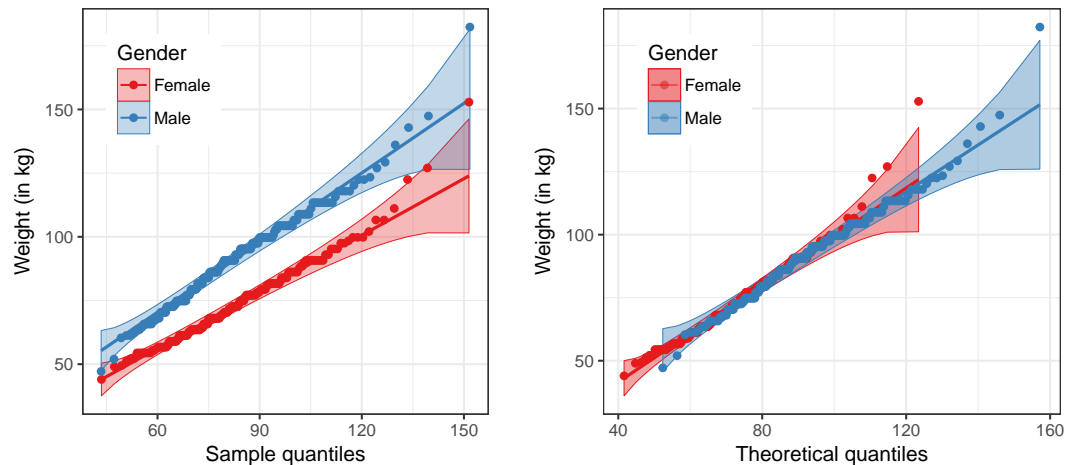 Gender
Female
Male
Weight (in kg)
150
100
50
60
90
120
150
Sample quantiles
Gender
Female
Male
Weight (in kg)
150
100
50
40
80
120
160
Theoretical quantiles